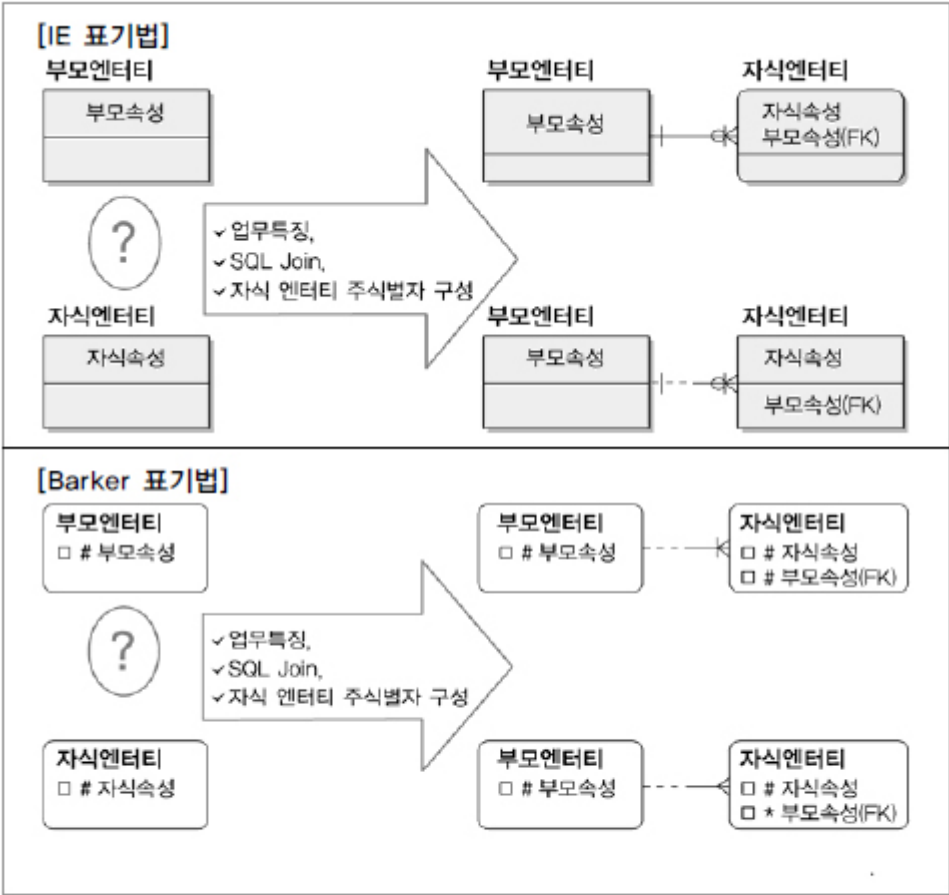 [IE 표기법]
부모엔터티
부모속성
?
자식엔터티
자식속성
✓업무특징,
✓SQL Join,
✓자식 엔터티 주식별자 구성
부모엔터티
부모속성
자식엔터티
자식속성
부모속성(FK)
부모엔터티
부모속성
자식엔터티
자식속성
부모속성(FK)
[Barker 표기법]
부모엔터티
□ # 부모속성
?
자식엔터티
□ # 자식속성
✓업무특징,
✓SQL Join,
✓자식 엔터티 주식별자 구성
부모엔터티
□ # 부모속성
자식엔터티
□ # 자식속성
□ # 부모속성(FK)
부모엔터티
□ # 부모속성
자식엔터티
□ # 자식속성
□ * 부모속성(FK)